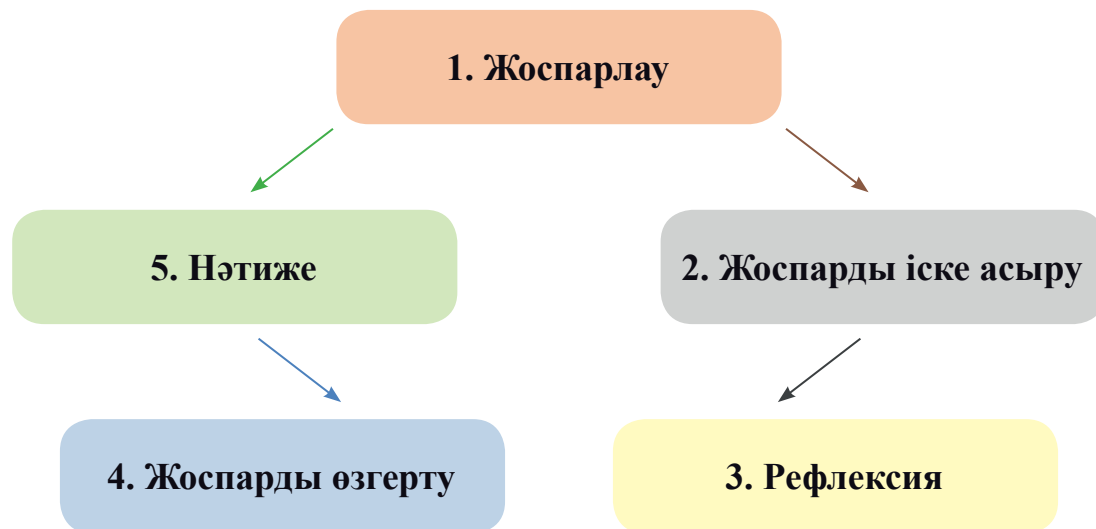 1. Жоспарлау
5. Нәтиже
2. Жоспарды іске асыру
4. Жоспарды өзгерту
3. Рефлексия